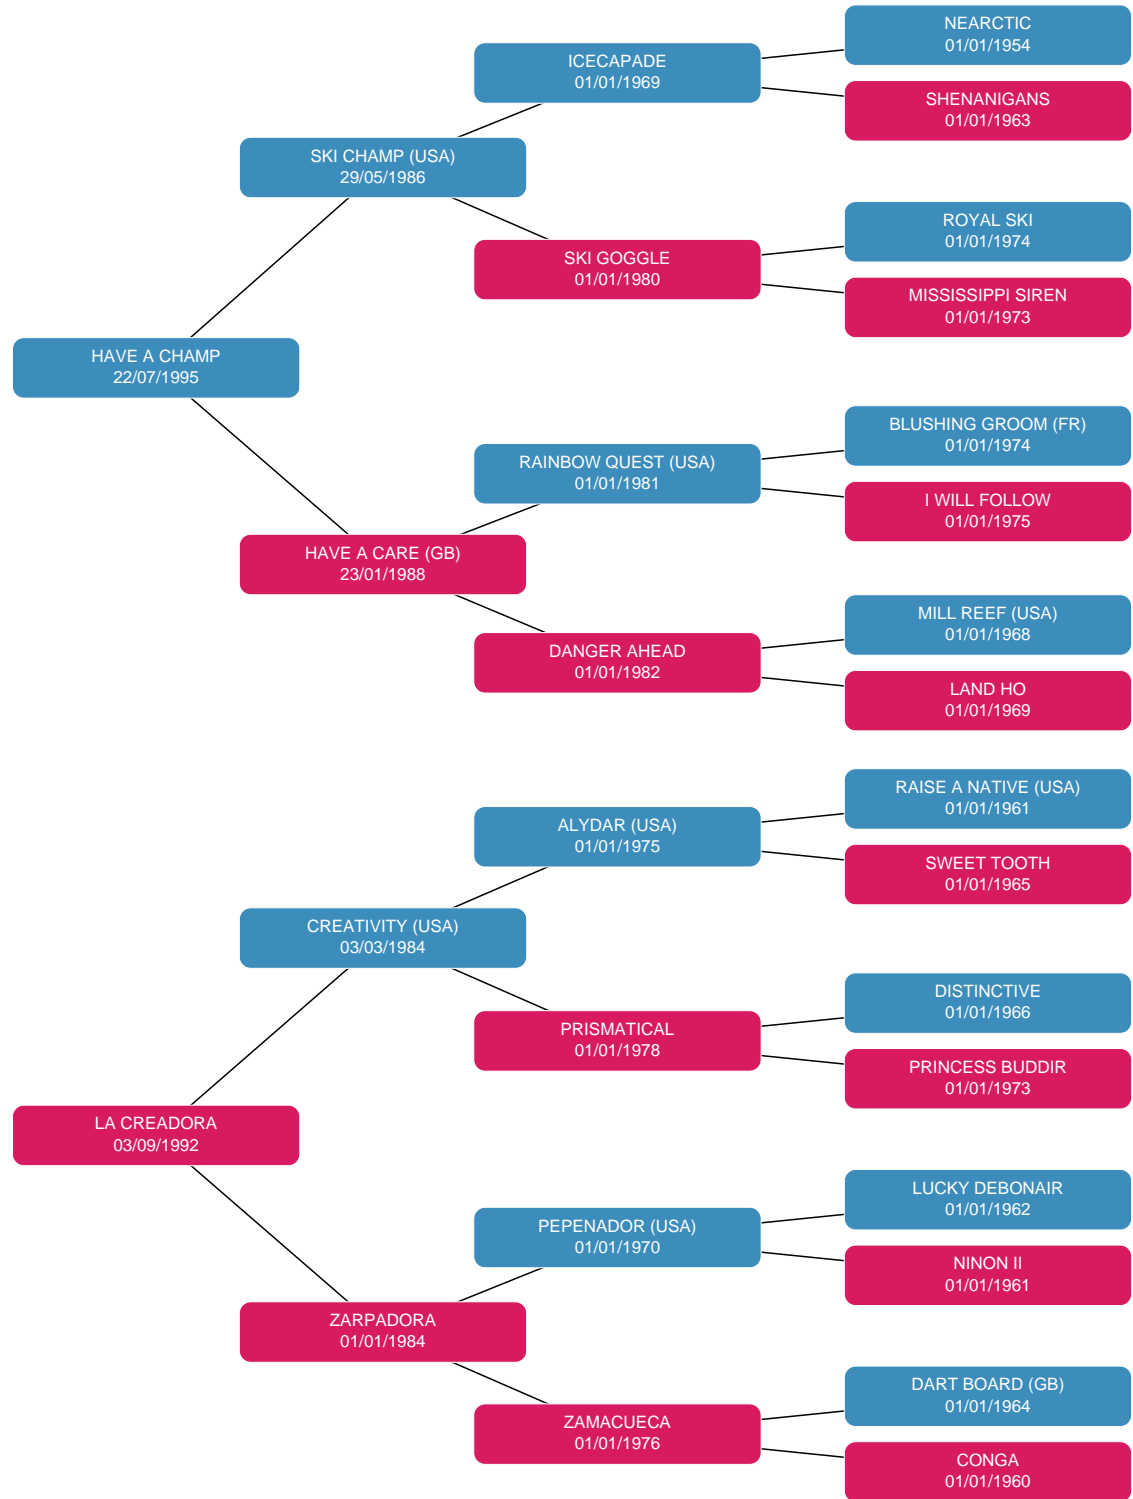 NEARCTIC
01/01/1954
ICECAPADE
01/01/1969
SHENANIGANS
01/01/1963
SKI CHAMP (USA)
29/05/1986
ROYAL SKI
01/01/1974
SKI GOGGLE
01/01/1980
MISSISSIPPI SIREN
01/01/1973
HAVE A CHAMP
22/07/1995
BLUSHING GROOM (FR)
01/01/1974
RAINBOW QUEST (USA)
01/01/1981
I WILL FOLLOW
01/01/1975
HAVE A CARE (GB)
23/01/1988
MILL REEF (USA)
01/01/1968
DANGER AHEAD
01/01/1982
LAND HO
01/01/1969
RAISE A NATIVE (USA)
01/01/1961
ALYDAR (USA)
01/01/1975
SWEET TOOTH
01/01/1965
CREATIVITY (USA)
03/03/1984
DISTINCTIVE
01/01/1966
PRISMATICAL
01/01/1978
PRINCESS BUDDIR
01/01/1973
LA CREADORA
03/09/1992
LUCKY DEBONAIR
01/01/1962
PEPENADOR (USA)
01/01/1970
NINON II
01/01/1961
ZARPADORA
01/01/1984
DART BOARD (GB)
01/01/1964
ZAMACUECA
01/01/1976
CONGA
01/01/1960